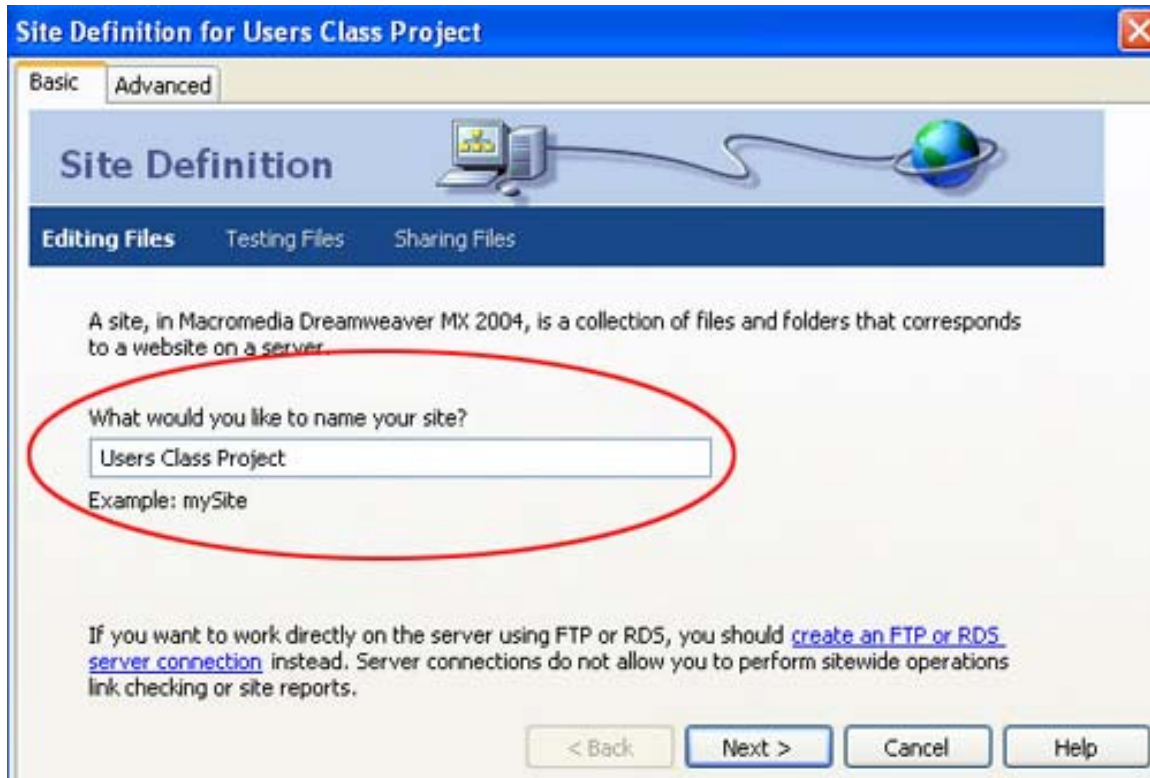 Site Definition for Users Class Project
Basic Advanced
Site Definition
Editing Files Testing Files Sharing Files
A site, in Macromedia Dreamweaver MX 2004, is a collection of files and folders that corresponds
to a website on a server.
What would you like to name your site?
Users Class Project
Example: mySite
If you want to work directly on the server using FTP or RDS, you should create an FTP or RDS
server connection instead. Server connections do not allow you to perform sitewide operations
link checking or site reports.
< Back Next > Cancel Help